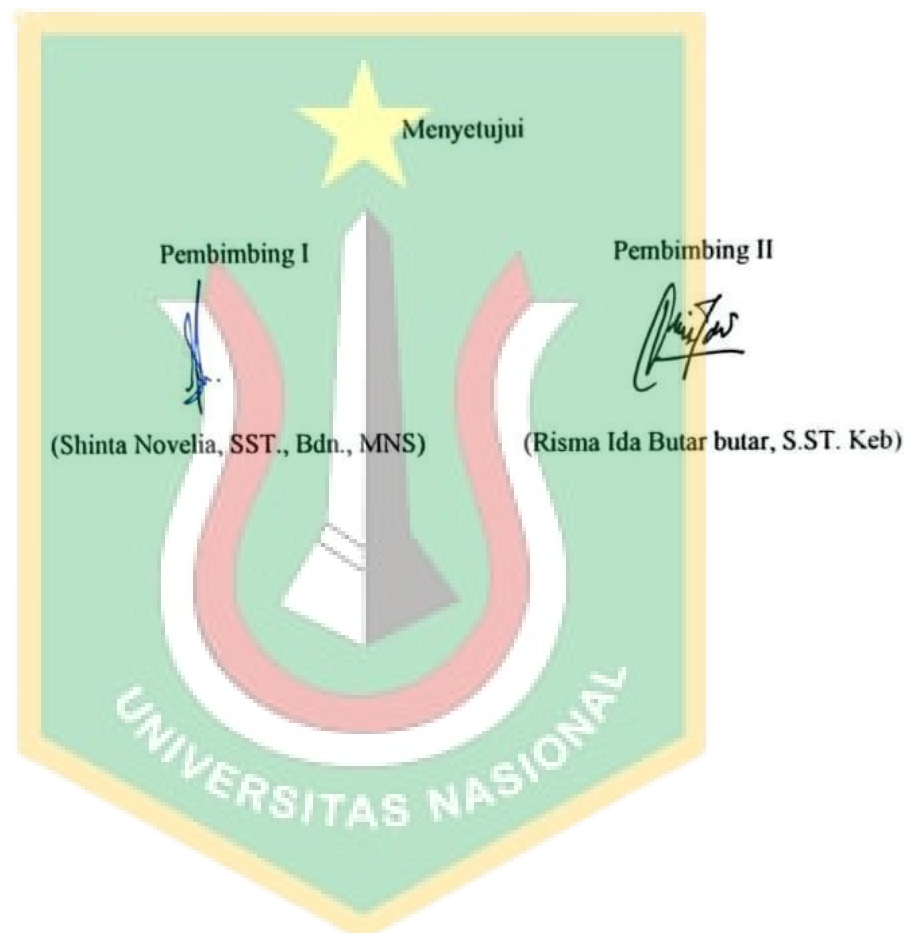 Menyetujui
Pembimbing I Pembimbing II
(Shinta Novelia, SST., Bdn., MNS) (Risma Ida Butar butar, S.ST. Keb)
UNIVERSITAS NASIONAL